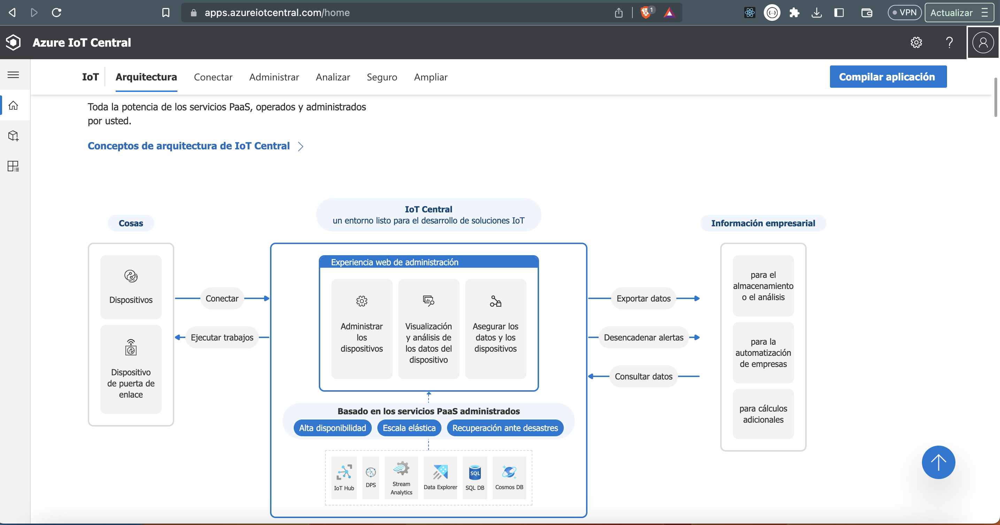 apps.azureiotcentral.com/home
1
VPN
Actualizar
Azure IoT Central
IoT
Arquitectura
Conectar
Administrar
Analizar
Seguro
Ampliar
Compilar aplicación
Toda la potencia de los servicios PaaS, operados y administrados
por usted.
Conceptos de arquitectura de IoT Central
IoT Central
un entorno listo para el desarrollo de soluciones IoT
Cosas
Información empresarial
Dispositivos
Dispositivo
de puerta de
enlace
Conectar
Ejecutar trabajos
Experiencia web de administración
Administrar
los
dispositivos
Visualización
y análisis de
los datos del
dispositivo
Asegurar los
datos y los
dispositivos
Exportar datos
Desencadenar alertas
Consultar datos
para el
almacenamiento
o el análisis
para la
automatización
de empresas
para cálculos
adicionales
Basado en los servicios PaaS administrados
Alta disponibilidad
Escala elástica
Recuperación ante desastres
IoT Hub
DPS
Stream
Analytics
Data Explorer
SQL
SQL DB
Cosmos DB